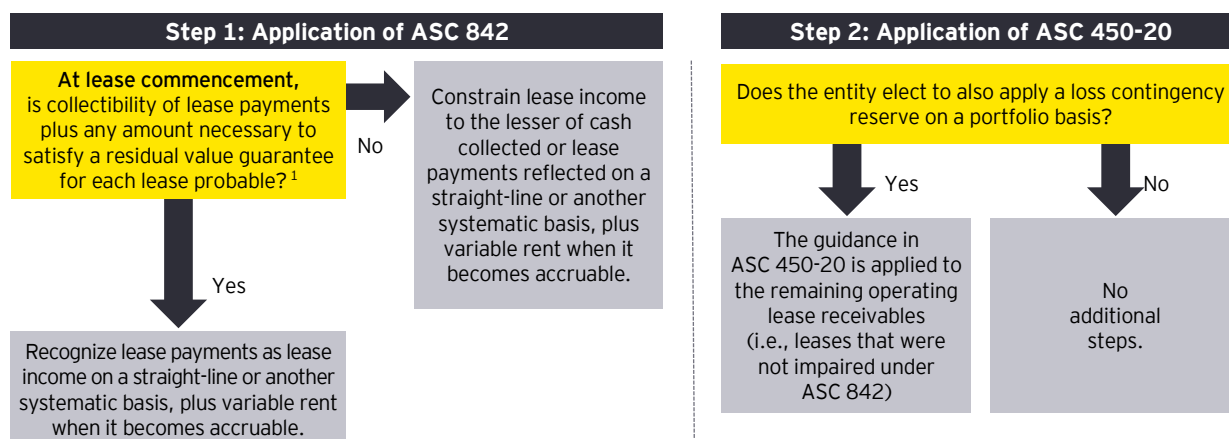 Step 1: Application of ASC 842
At lease commencement,
is collectibility of lease payments
plus any amount necessary to
satisfy a residual value guarantee
for each lease probable? 1
No
Constrain lease income
to the lesser of cash
collected or lease
payments reflected on a
straight-line or another
systematic basis, plus
variable rent when it
becomes accruable.
Yes
Recognize lease payments as lease
income on a straight-line or another
systematic basis, plus variable rent
when it becomes accruable.
Step 2: Application of ASC 450-20
Does the entity elect to also apply a loss contingency
reserve on a portfolio basis?
Yes
No
The guidance in
ASC 450-20 is applied to
the remaining operating
lease receivables
(i.e., leases that were
not impaired under
ASC 842)
No
additional
steps.